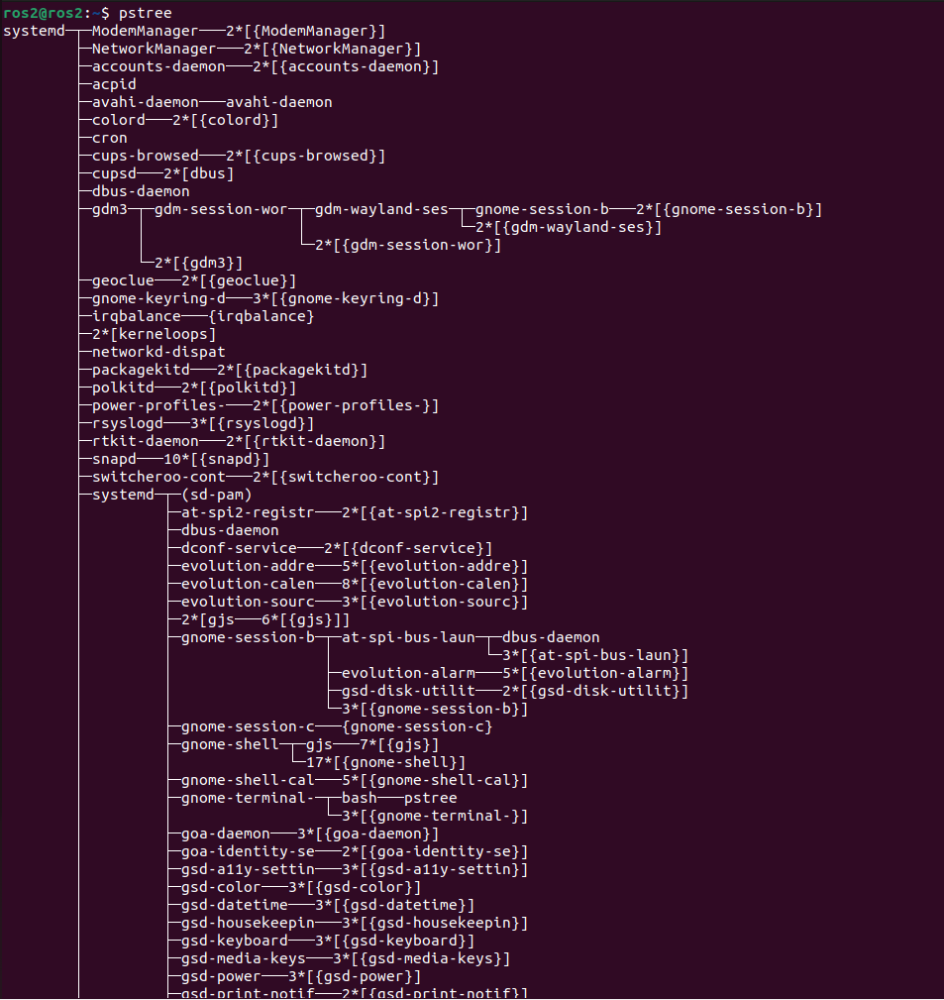 ros2@ros2:~$ pstree
systemd─┬─ModemManager───2*[{ModemManager}]
        ├─NetworkManager───2*[{NetworkManager}]
        ├─accounts-daemon───2*[{accounts-daemon}]
        ├─acpid
        ├─avahi-daemon───avahi-daemon
        ├─colord───2*[{colord}]
        ├─cron
        ├─cups-browsed───2*[{cups-browsed}]
        ├─cupsd───2*[dbus]
        ├─dbus-daemon
        ├─gdm3─┬─gdm-session-wor─┬─gdm-wayland-ses─┬─gnome-session-b───2*[{gnome-session-b}]
        │      │                 │                 └─2*[{gdm-wayland-ses}]
        │      │                 └─2*[{gdm-session-wor}]
        │      └─2*[{gdm3}]
        ├─geoclue───2*[{geoclue}]
        ├─gnome-keyring-d───3*[{gnome-keyring-d}]
        ├─irqbalance───{irqbalance}
        ├─2*[kerneloops]
        ├─networkd-dispat
        ├─packagekitd───2*[{packagekitd}]
        ├─polkitd───2*[{polkitd}]
        ├─power-profiles-───2*[{power-profiles-}]
        ├─rsyslogd───3*[{rsyslogd}]
        ├─rtkit-daemon───2*[{rtkit-daemon}]
        ├─snapd───10*[{snapd}]
        ├─switcheroo-cont───2*[{switcheroo-cont}]
        ├─systemd─┬─(sd-pam)
        │         ├─at-spi2-registr───2*[{at-spi2-registr}]
        │         ├─dbus-daemon
        │         ├─dconf-service───2*[{dconf-service}]
        │         ├─evolution-addre───5*[{evolution-addre}]
        │         ├─evolution-calen───8*[{evolution-calen}]
        │         ├─evolution-sourc───3*[{evolution-sourc}]
        │         ├─2*[gjs───6*[{gjs}]]
        │         ├─gnome-session-b─┬─at-spi-bus-laun─┬─dbus-daemon
        │         │                 │                 └─3*[{at-spi-bus-laun}]
        │         │                 ├─evolution-alarm───5*[{evolution-alarm}]
        │         │                 ├─gsd-disk-utilit───2*[{gsd-disk-utilit}]
        │         │                 └─3*[{gnome-session-b}]
        │         ├─gnome-session-c───{gnome-session-c}
        │         ├─gnome-shell─┬─gjs───7*[{gjs}]
        │         │             └─17*[{gnome-shell}]
        │         ├─gnome-shell-cal───5*[{gnome-shell-cal}]
        │         ├─gnome-terminal-─┬─bash───pstree
        │         │                 └─3*[{gnome-terminal-}]
        │         ├─goa-daemon───3*[{goa-daemon}]
        │         ├─goa-identity-se───2*[{goa-identity-se}]
        │         ├─gsd-a11y-settin───3*[{gsd-a11y-settin}]
        │         ├─gsd-color───3*[{gsd-color}]
        │         ├─gsd-datetime───3*[{gsd-datetime}]
        │         ├─gsd-housekeepin───3*[{gsd-housekeepin}]
        │         ├─gsd-keyboard───3*[{gsd-keyboard}]
        │         ├─gsd-media-keys───3*[{gsd-media-keys}]
        │         ├─gsd-power───3*[{gsd-power}]
        │         ├─gsd-print-notif───2*[{gsd-print-notif}]